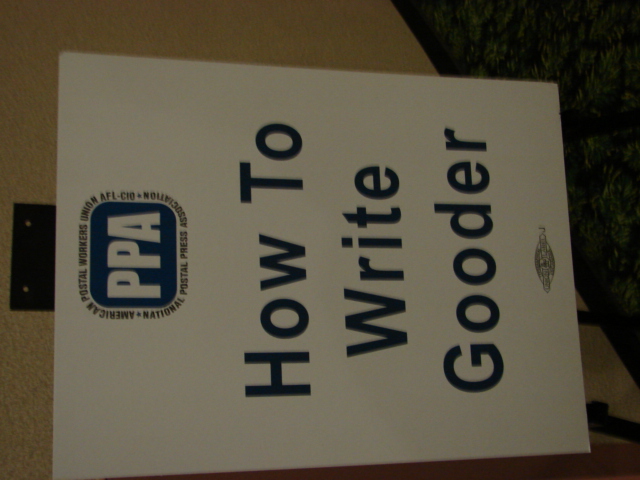 AMERICAN POSTAL WORKERS UNION AFL-CIO
NATIONAL POSTAL PRESS ASSOCIATION
PPA
How To
Write
Gooder